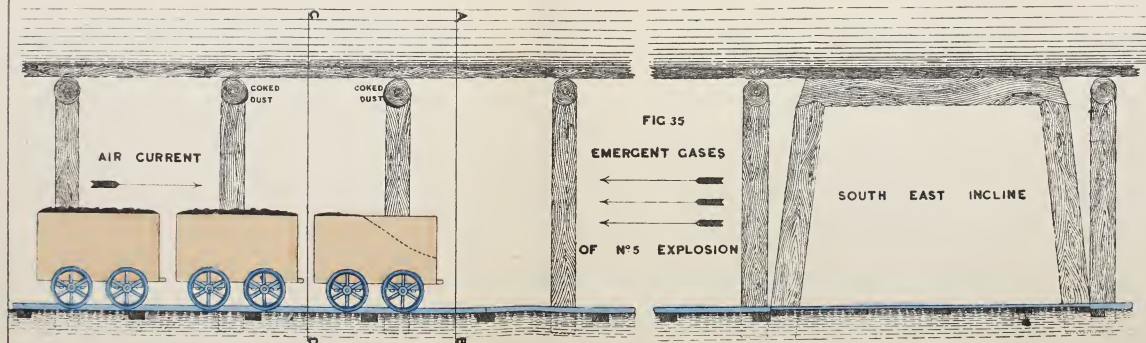 C
A
COKED
DUST
COKED
DUST
FIG 35
AIR CURRENT
EMERGENT GASES
SOUTH EAST INCLINE
OF Nº5 EXPLOSION
D
B